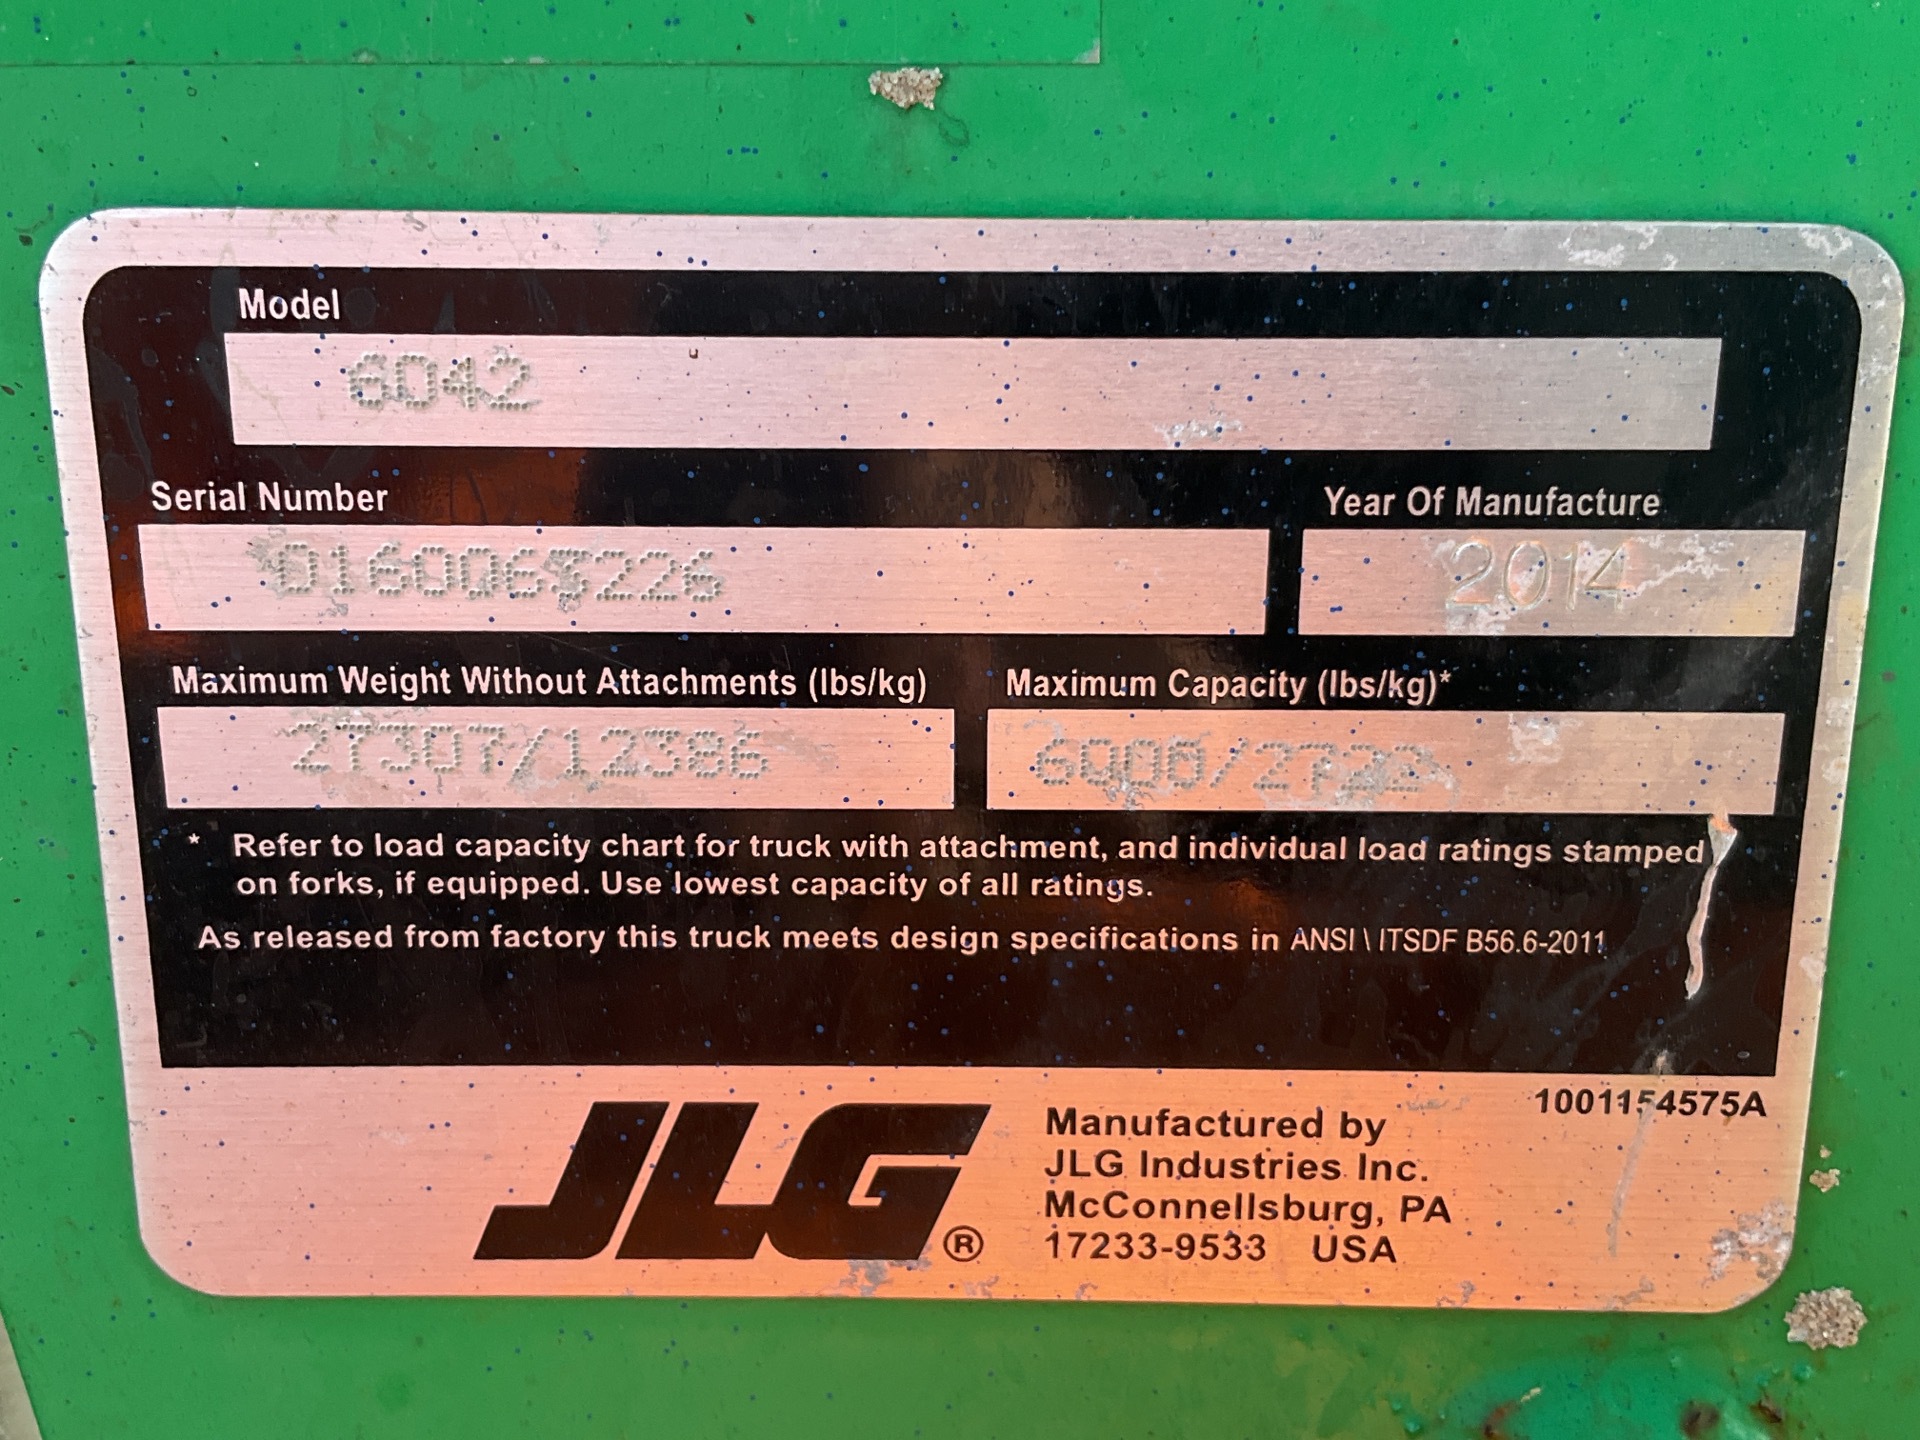 Model
6042
Serial Number
Year Of Manufacture
2014
Maximum Weight Without Attachments (lbs/kg)
27307/12386
Maximum Capacity (lbs/kg)*
6000/2722
* Refer to load capacity chart for truck with attachment, and individual load ratings stamped
on forks, if equipped. Use lowest capacity of all ratings.
As released from factory this truck meets design specifications in ANSI \ ITSDF B56.6-2011
1001154575A
JLG®
Manufactured by
JLG Industries Inc.
McConnellsburg, PA
17233-9533 USA